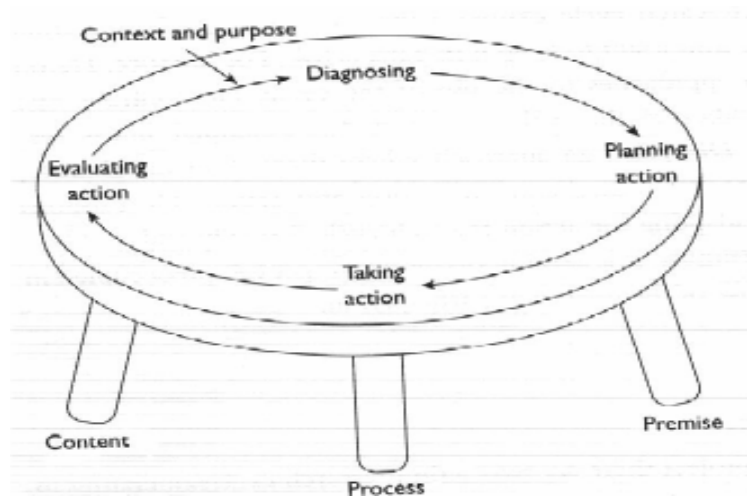 Context and purpose
Diagnosing
Evaluating
action
Planning
action
Taking
action
Content
Process
Premise